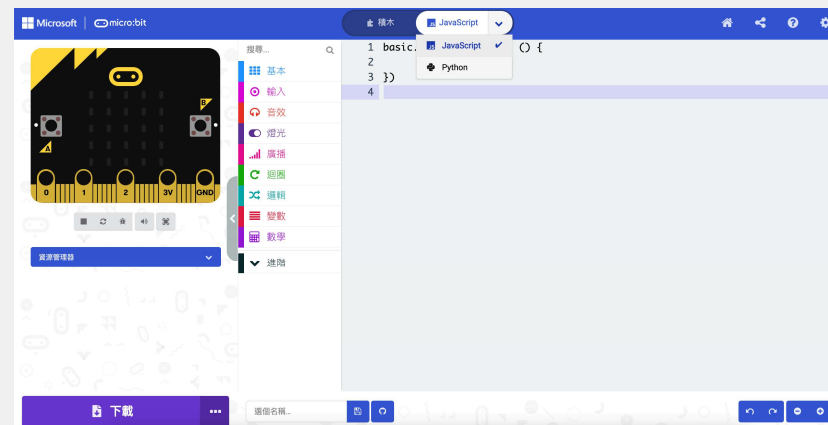 Microsoft
micro:bit
積木
JavaScript
JavaScript
Python
搜尋...
基本
輸入
音效
燈光
廣播
迴圈
邏輯
變數
數學
進階
1 basic. () {
2
3 })
4
B
A
0 1 2 3V GND
資源管理器
下載
選個名稱...